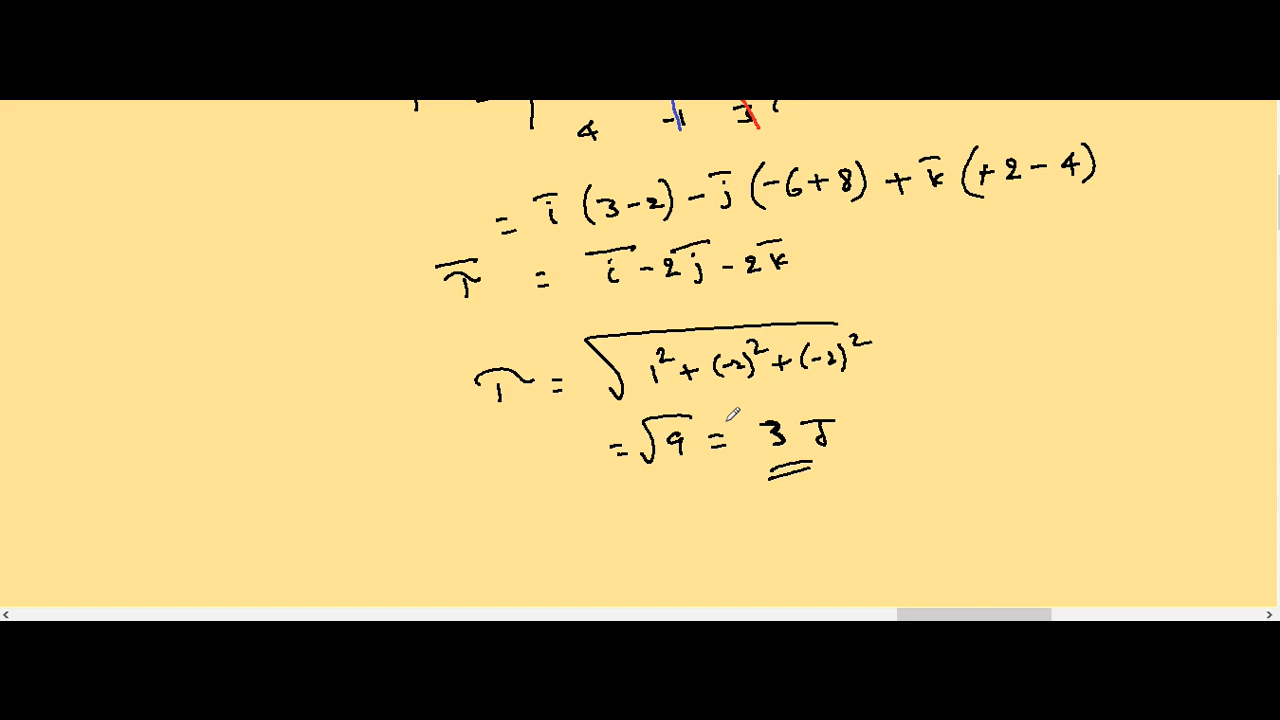 4 -1 3
= i̅ (3-2) - j̅ (-6+8) + k̅ (+2-4)
τ̅ = i̅ - 2j̅ - 2k̅
τ = √1² + (-2)² + (-2)²
= √9 = 3 J